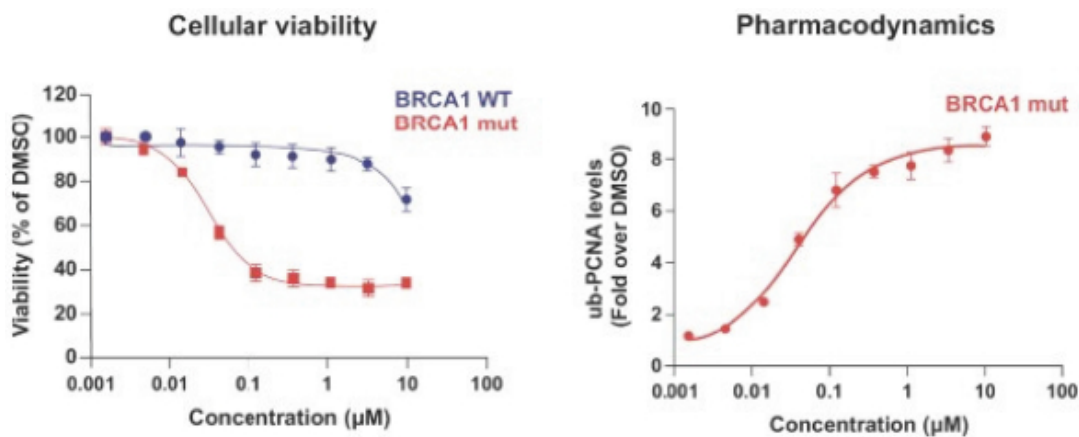 Cellular viability
BRCA1 WT
BRCA1 mut
Viability (% of DMSO)
120
100
80
60
40
20
0
0.001 0.01 0.1 1 10 100
Concentration (µM)
Pharmacodynamics
BRCA1 mut
ub-PCNA levels
(Fold over DMSO)
10
8
6
4
2
0
0.001 0.01 0.1 1 10 100
Concentration (µM)